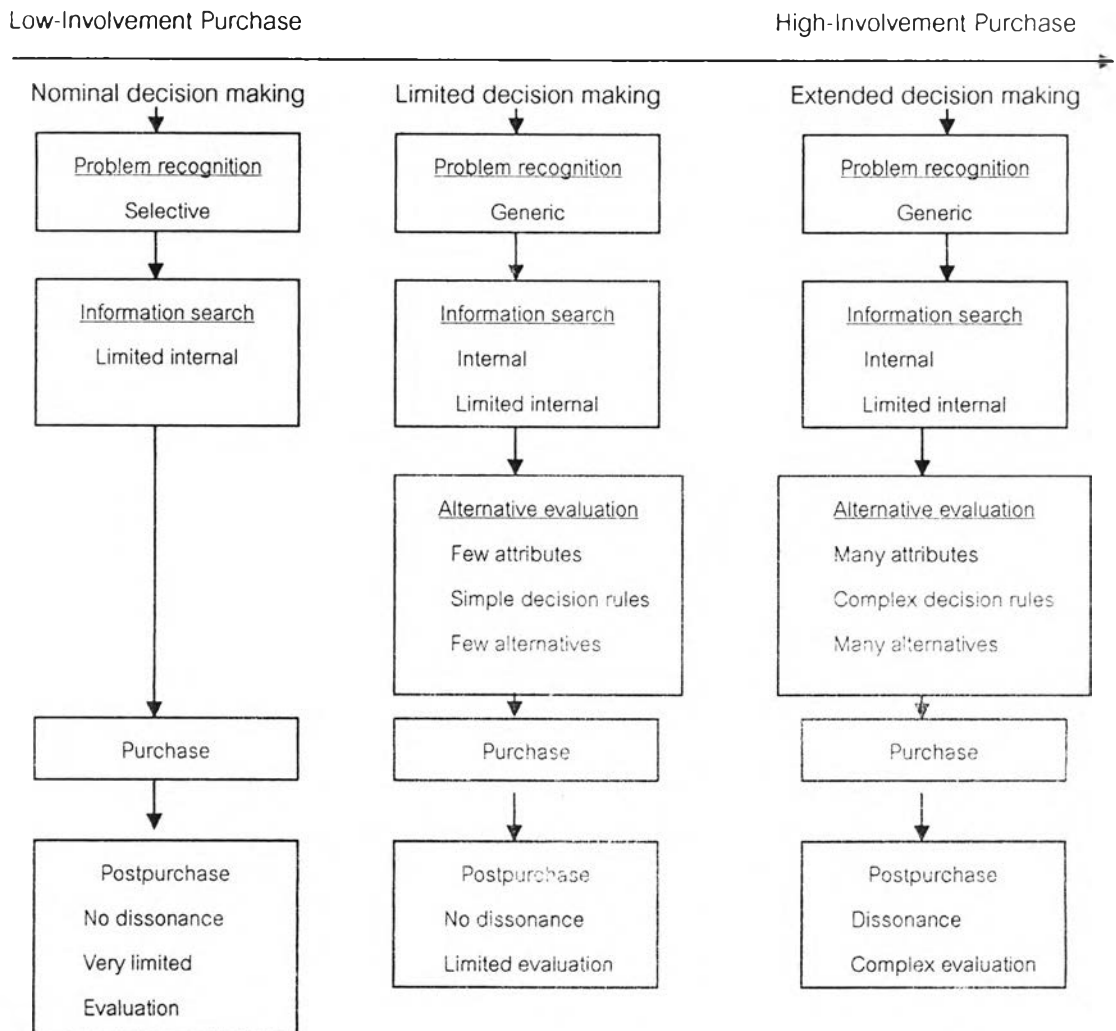 Low-Involvement Purchase
High-Involvement Purchase
Nominal decision making
Problem recognition
Selective
Information search
Limited internal
Purchase
Postpurchase
No dissonance
Very limited
Evaluation
Limited decision making
Problem recognition
Generic
Information search
Internal
Limited internal
Alternative evaluation
Few attributes
Simple decision rules
Few alternatives
Purchase
Postpurchase
No dissonance
Limited evaluation
Extended decision making
Problem recognition
Generic
Information search
Internal
Limited internal
Alternative evaluation
Many attributes
Complex decision rules
Many alternatives
Purchase
Postpurchase
Dissonance
Complex evaluation